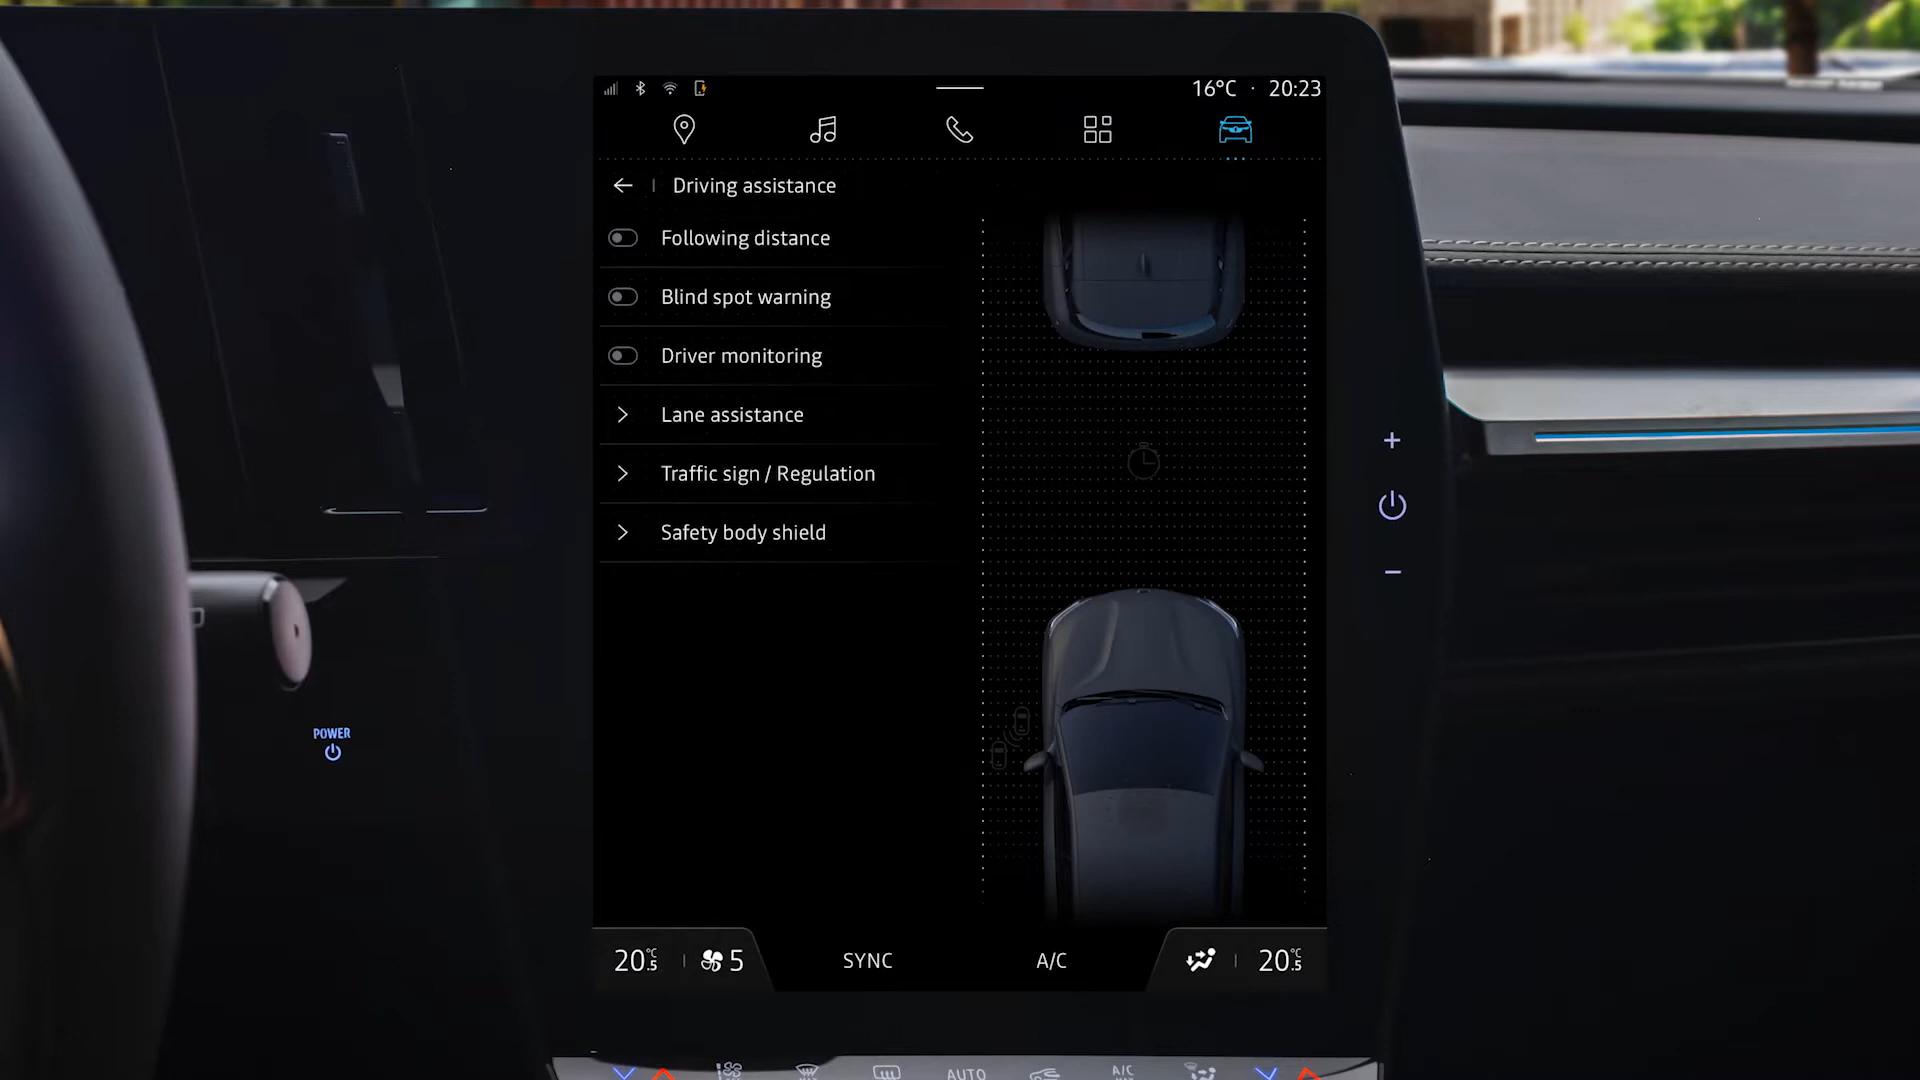 16°C · 20:23
Driving assistance
Following distance
Blind spot warning
Driver monitoring
Lane assistance
Traffic sign / Regulation
Safety body shield
POWER
20.5°C 5 SYNC A/C 20.5°C
AUTO A/C